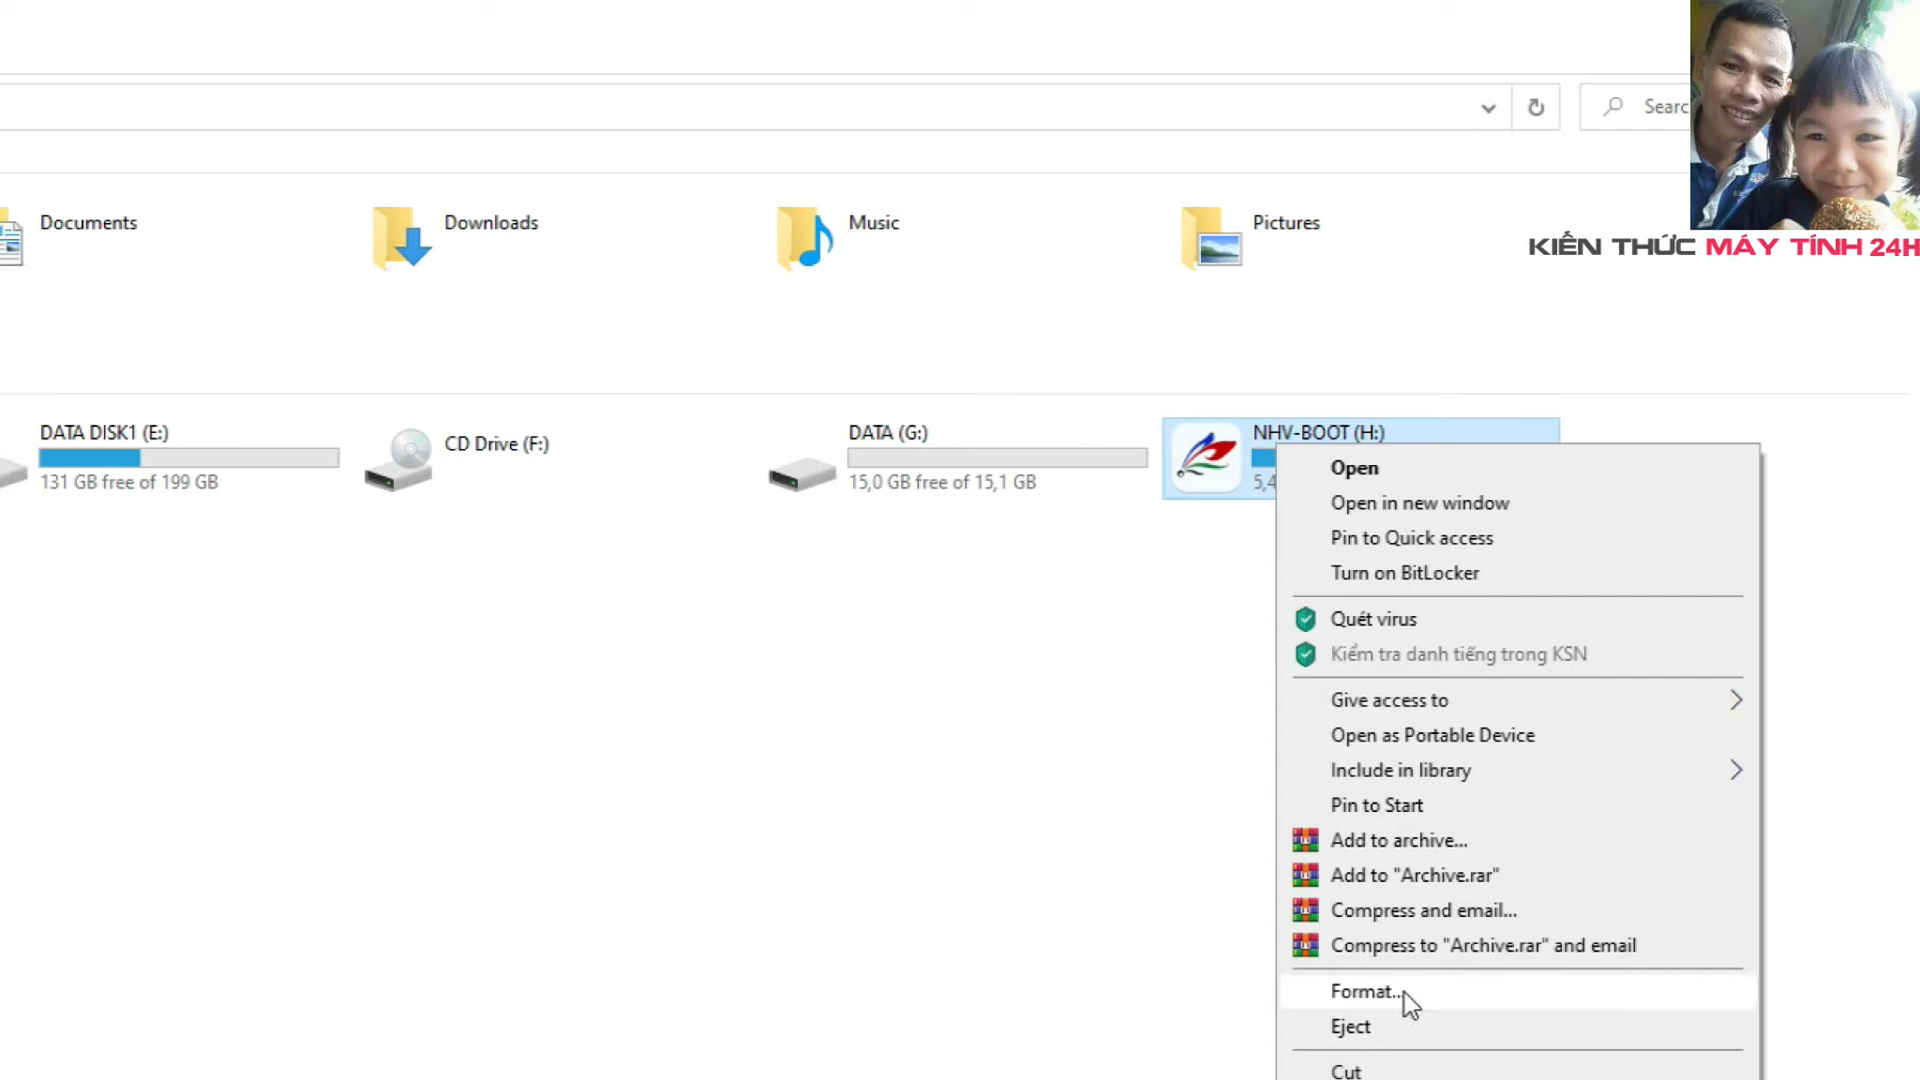 Searc
Documents
Downloads
Music
Pictures
KIẾN THỨC MÁY TÍNH 24H
DATA DISK1 (E:)
131 GB free of 199 GB
CD Drive (F:)
DATA (G:)
15,0 GB free of 15,1 GB
NHV-BOOT (H:)
5,4
Open
Open in new window
Pin to Quick access
Turn on BitLocker
Quét virus
Kiểm tra danh tiếng trong KSN
Give access to
Open as Portable Device
Include in library
Pin to Start
Add to archive...
Add to "Archive.rar"
Compress and email...
Compress to "Archive.rar" and email
Format...
Eject
Cut